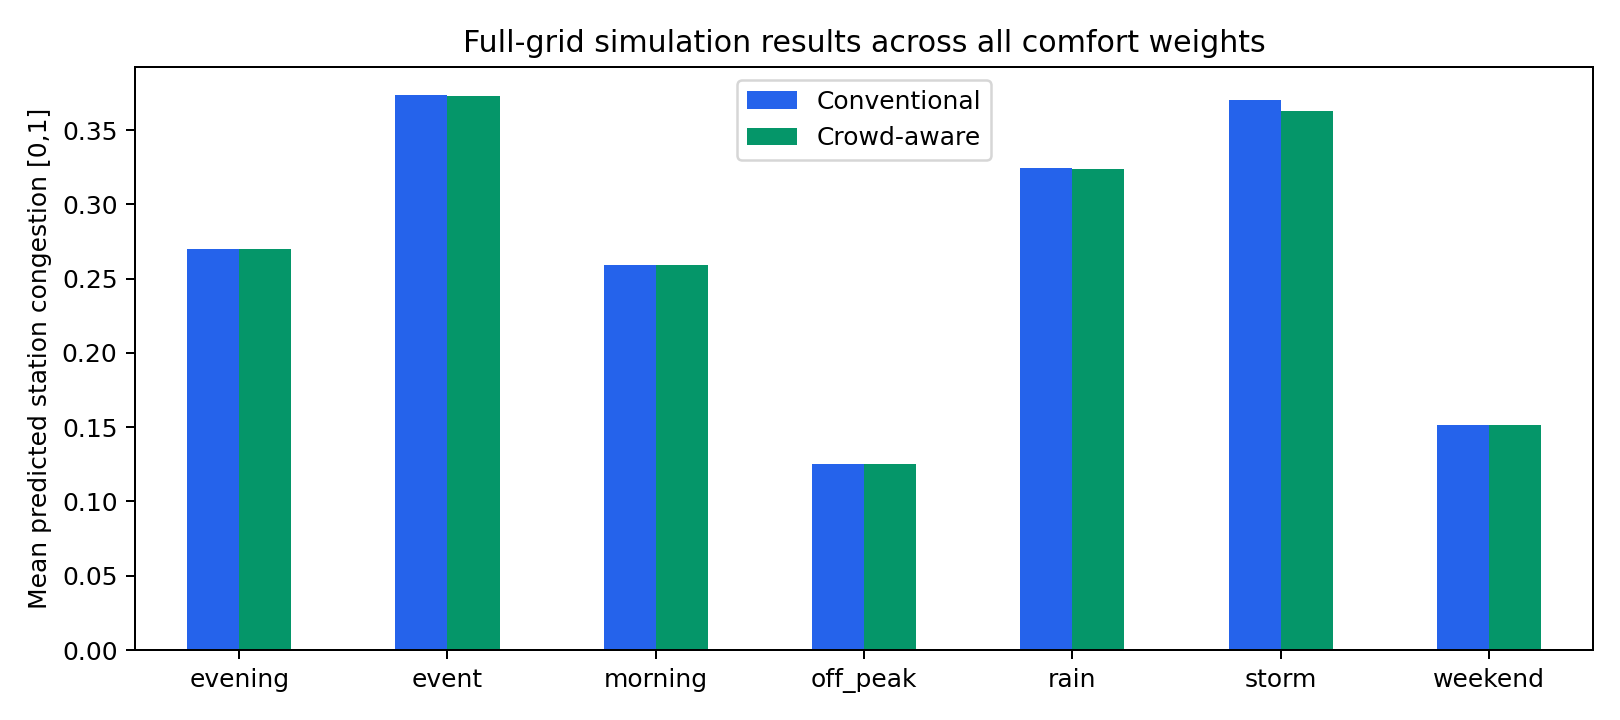 Full-grid simulation results across all comfort weights
Conventional
Crowd-aware
Mean predicted station congestion [0,1]
0.35
0.30
0.25
0.20
0.15
0.10
0.05
0.00
evening
event
morning
off_peak
rain
storm
weekend